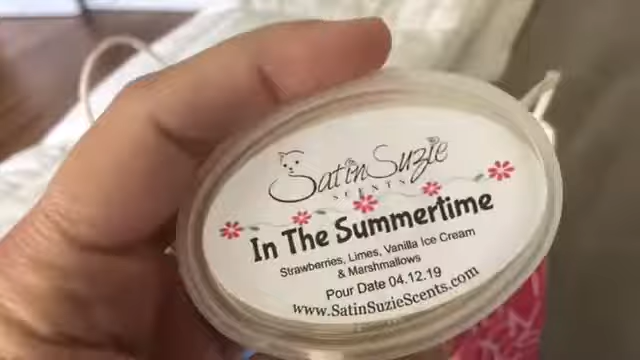 SatinSuzie
SCENTS
In The Summertime
Strawberries, Limes, Vanilla Ice Cream
& Marshmallows
Pour Date 04.12.19
www.SatinSuzieScents.com